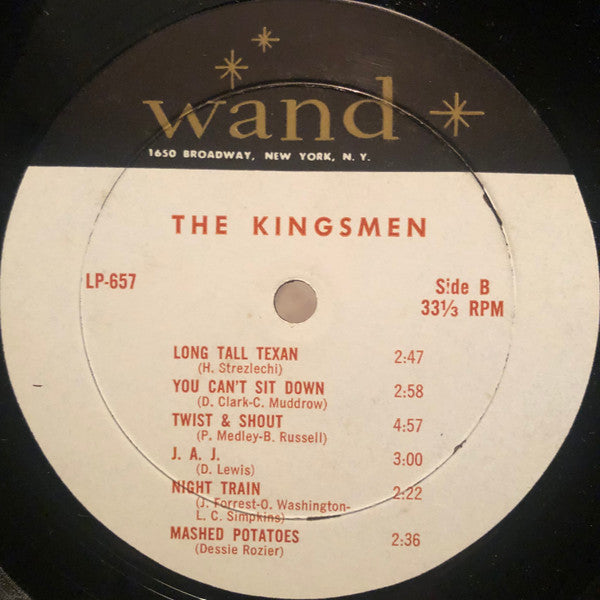 wand
1650 BROADWAY, NEW YORK, N. Y.
THE KINGSMEN
LP-657
Side B
33⅓ RPM
LONG TALL TEXAN 2:47
(H. Strezlechi)
YOU CAN'T SIT DOWN 2:58
(D. Clark-C. Muddrow)
TWIST & SHOUT 4:57
(P. Medley-B. Russell)
J. A. J. 3:00
(D. Lewis)
NIGHT TRAIN 2:22
(J. Forrest-O. Washington-
L. C. Simpkins)
MASHED POTATOES 2:36
(Dessie Rozier)